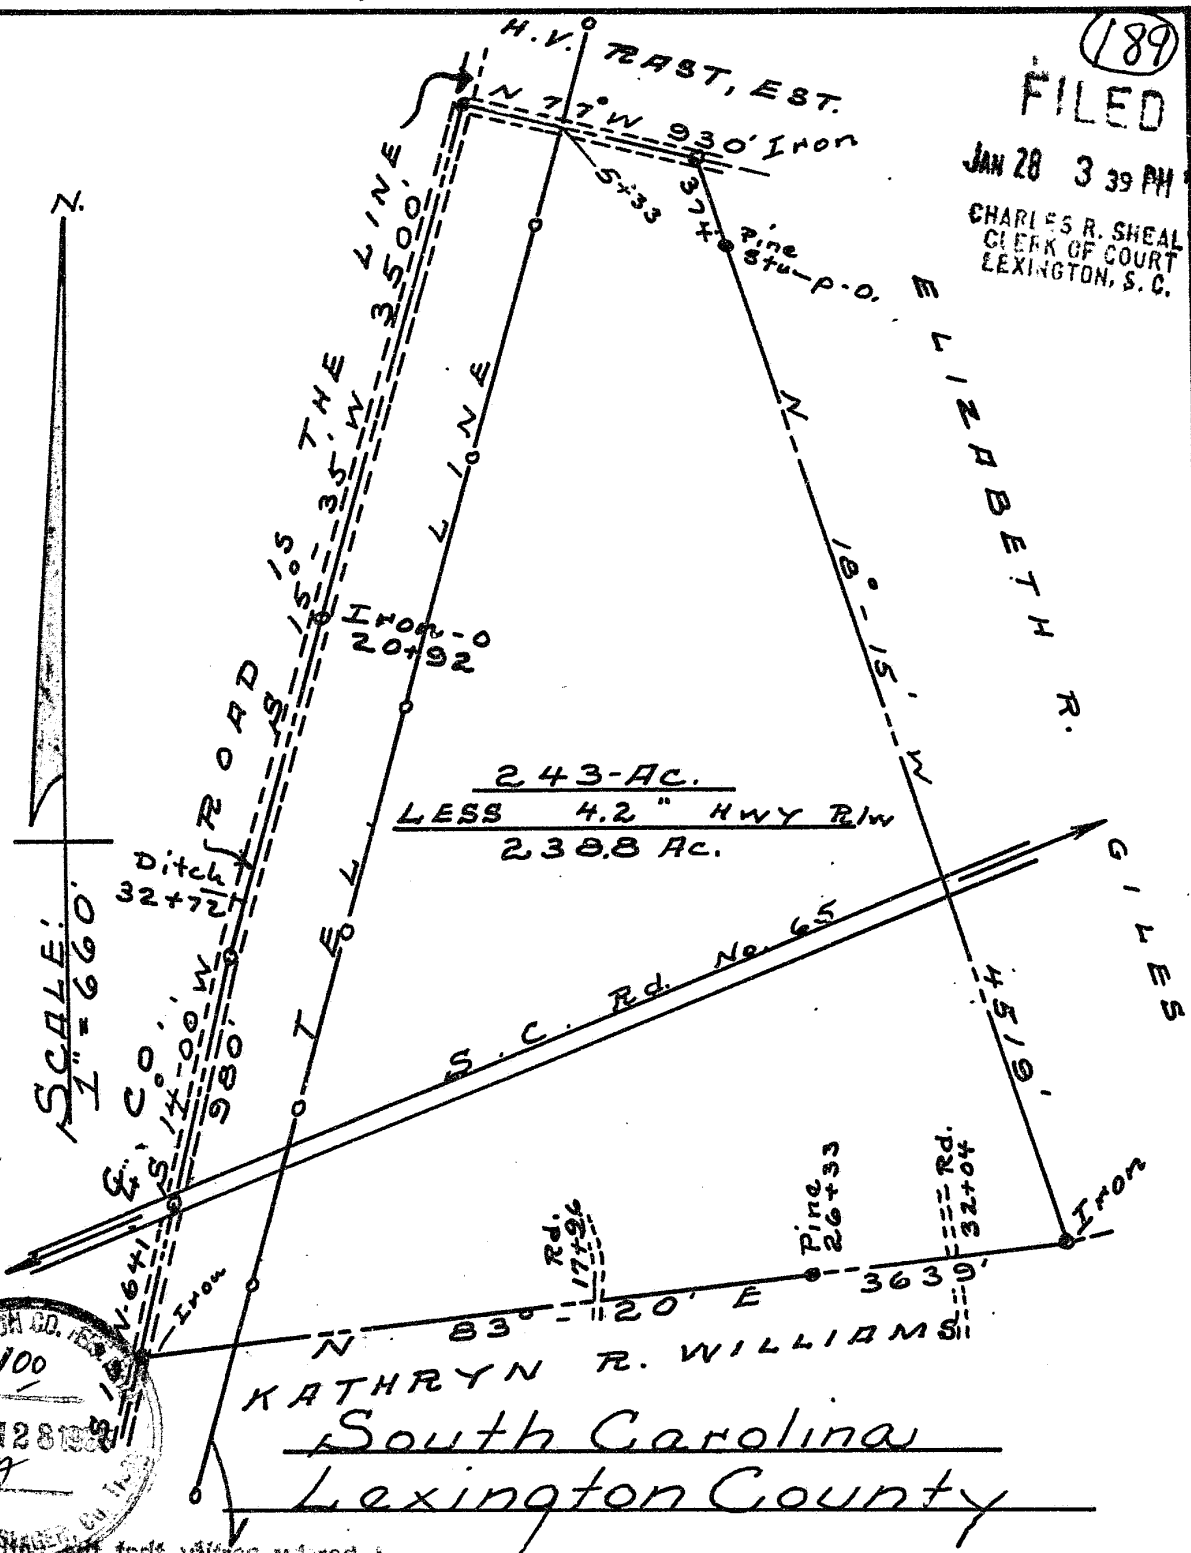 189
FILED
JAN 28 3 39 PM
CHARLES R. SHEAL
CLERK OF COURT
LEXINGTON, S. C.
H.V. RAST, EST.
N 77° W 930' Iron
5+33
374
Pine
N.
ELIZABETH R. GILES
N 18°-15' W 4519'
THE LINE
S 15°-35' W - 3500'
Iron-o
20+92
TEL LINE
243-Ac.
LESS 4.2 " HWY R/W
238.8 Ac.
Ditch
32+72
SCALE:
1"=660'
℄ CO. ROAD IS
S 14°-00' W
980'
S. C. Rd. No. 65
Rd.
17+96
Pine
26+33
Rd.
32+04
Iron
Iron
N 83°-20' E 3639'
KATHRYN R. WILLIAMS
South Carolina
Lexington County